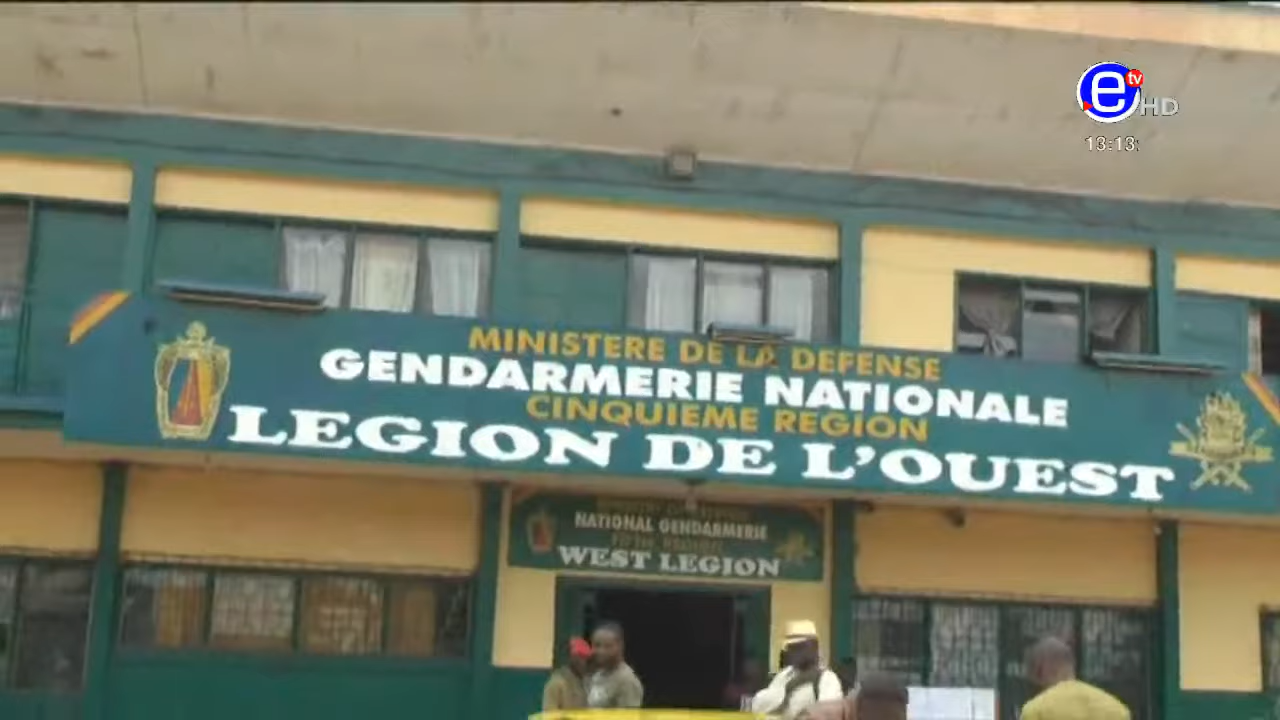 e tv HD
13:13:
MINISTERE DE LA DEFENSE
GENDARMERIE NATIONALE
CINQUIEME REGION
LEGION DE L'OUEST
NATIONAL GENDARMERIE
WEST LEGION